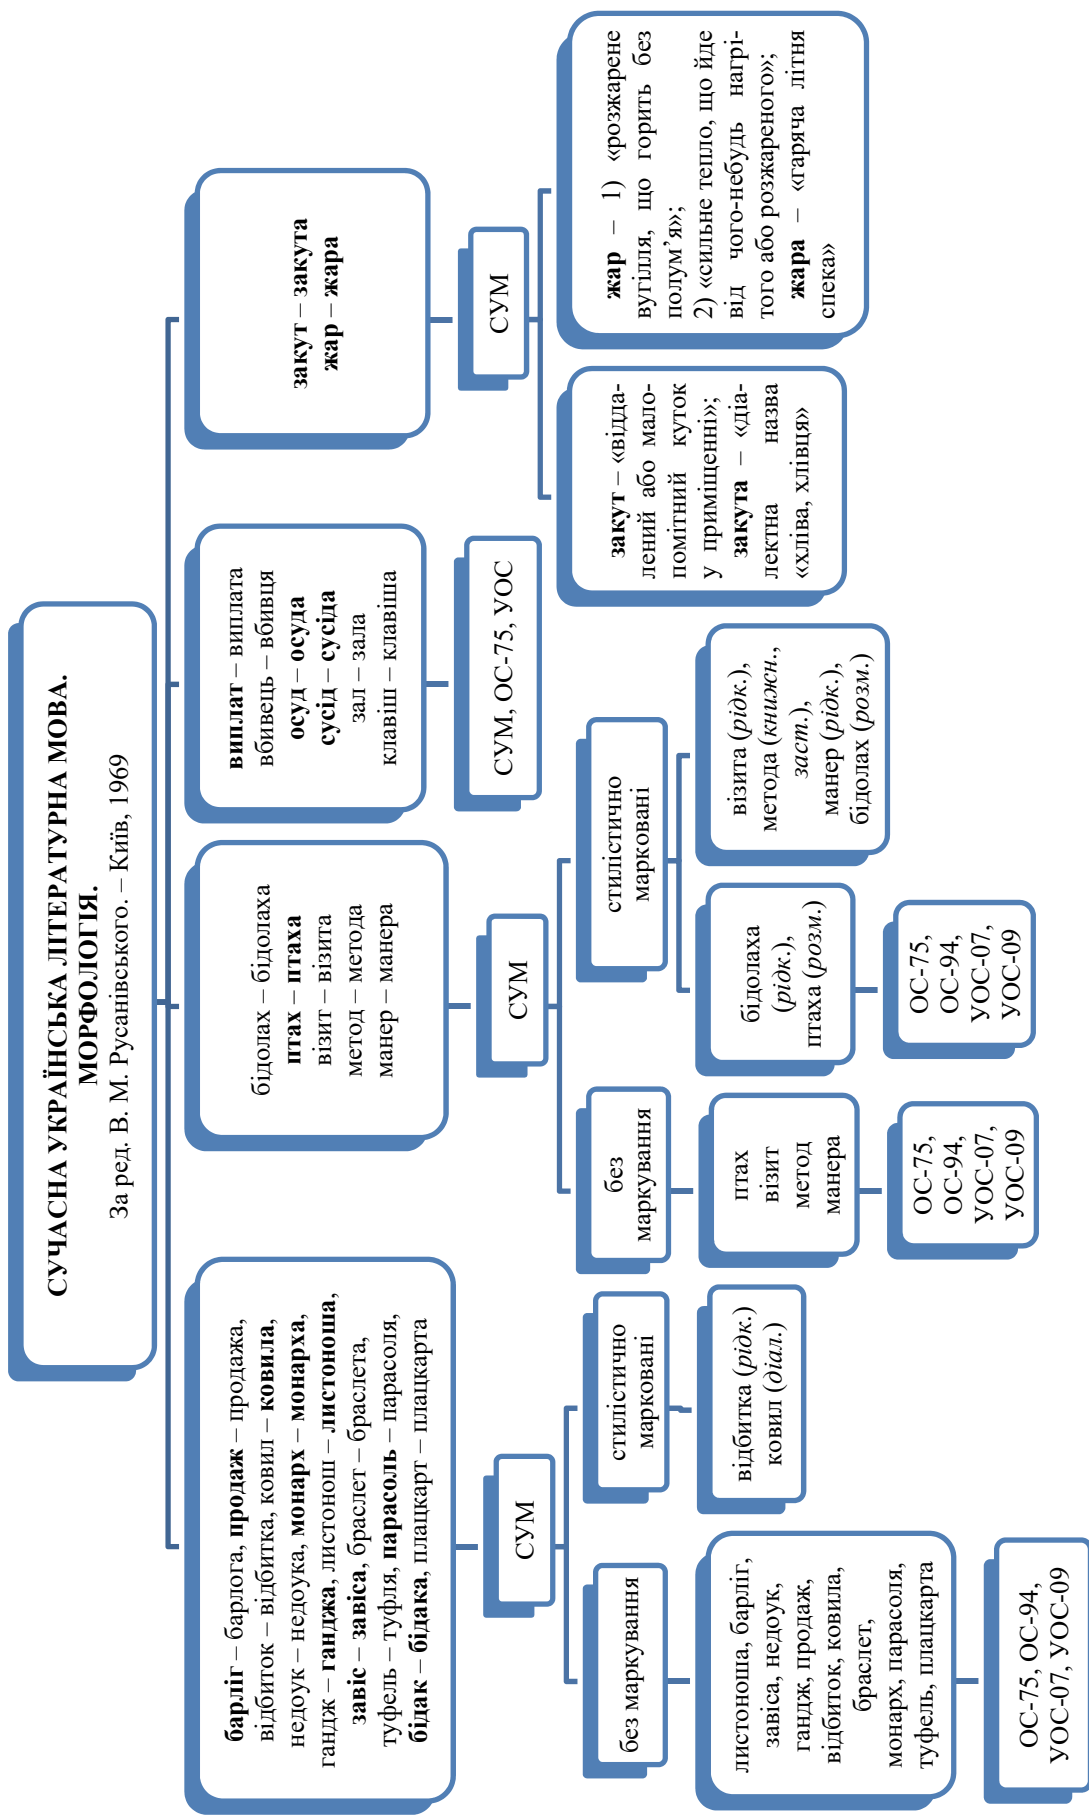 СУЧАСНА УКРАЇНСЬКА ЛІТЕРАТУРНА МОВА.
МОРФОЛОГІЯ.
За ред. В. М. Русанівського. – Київ, 1969
барліг – барлога, продаж – продажа,
відбиток – відбитка, ковил – ковила,
недоук – недоука, монарх – монарха,
гандж – ганджа, листонош – листоноша,
завіс – завіса, браслет – браслета,
туфель – туфля, парасоль – парасоля,
бідак – бідака, плацкарт – плацкарта
СУМ
без маркування
листоноша, барліг,
завіса, недоук,
гандж, продаж,
відбиток, ковила,
браслет,
монарх, парасоля,
туфель, плацкарта
ОС-75, ОС-94,
УОС-07, УОС-09
стилістично
марковані
відбитка (рідк.)
ковил (діал.)
бідолах – бідолаха
птах – птаха
візит – візита
метод – метода
манер – манера
СУМ
без
маркування
птах
візит
метод
манера
ОС-75,
ОС-94,
УОС-07,
УОС-09
стилістично
марковані
бідолаха
(рідк.),
птаха (розм.)
ОС-75,
ОС-94,
УОС-07,
УОС-09
візита (рідк.),
метода (книжн.,
заст.),
манер (рідк.),
бідолах (розм.)
виплат – виплата
вбивець – вбивця
осуд – осуда
сусід – сусіда
зал – зала
клавіш – клавіша
СУМ, ОС-75, УОС
закут – закута
жар – жара
СУМ
закут – «відда-
лений або мало-
помітний куток
у приміщенні»;
закута – «діа-
лектна назва
«хліва, хлівця»
жар – 1) «розжарене
вугілля, що горить без
полум’я»;
2) «сильне тепло, що йде
від чого-небудь нагрі-
того або розжареного»;
жара – «гаряча літня
спека»